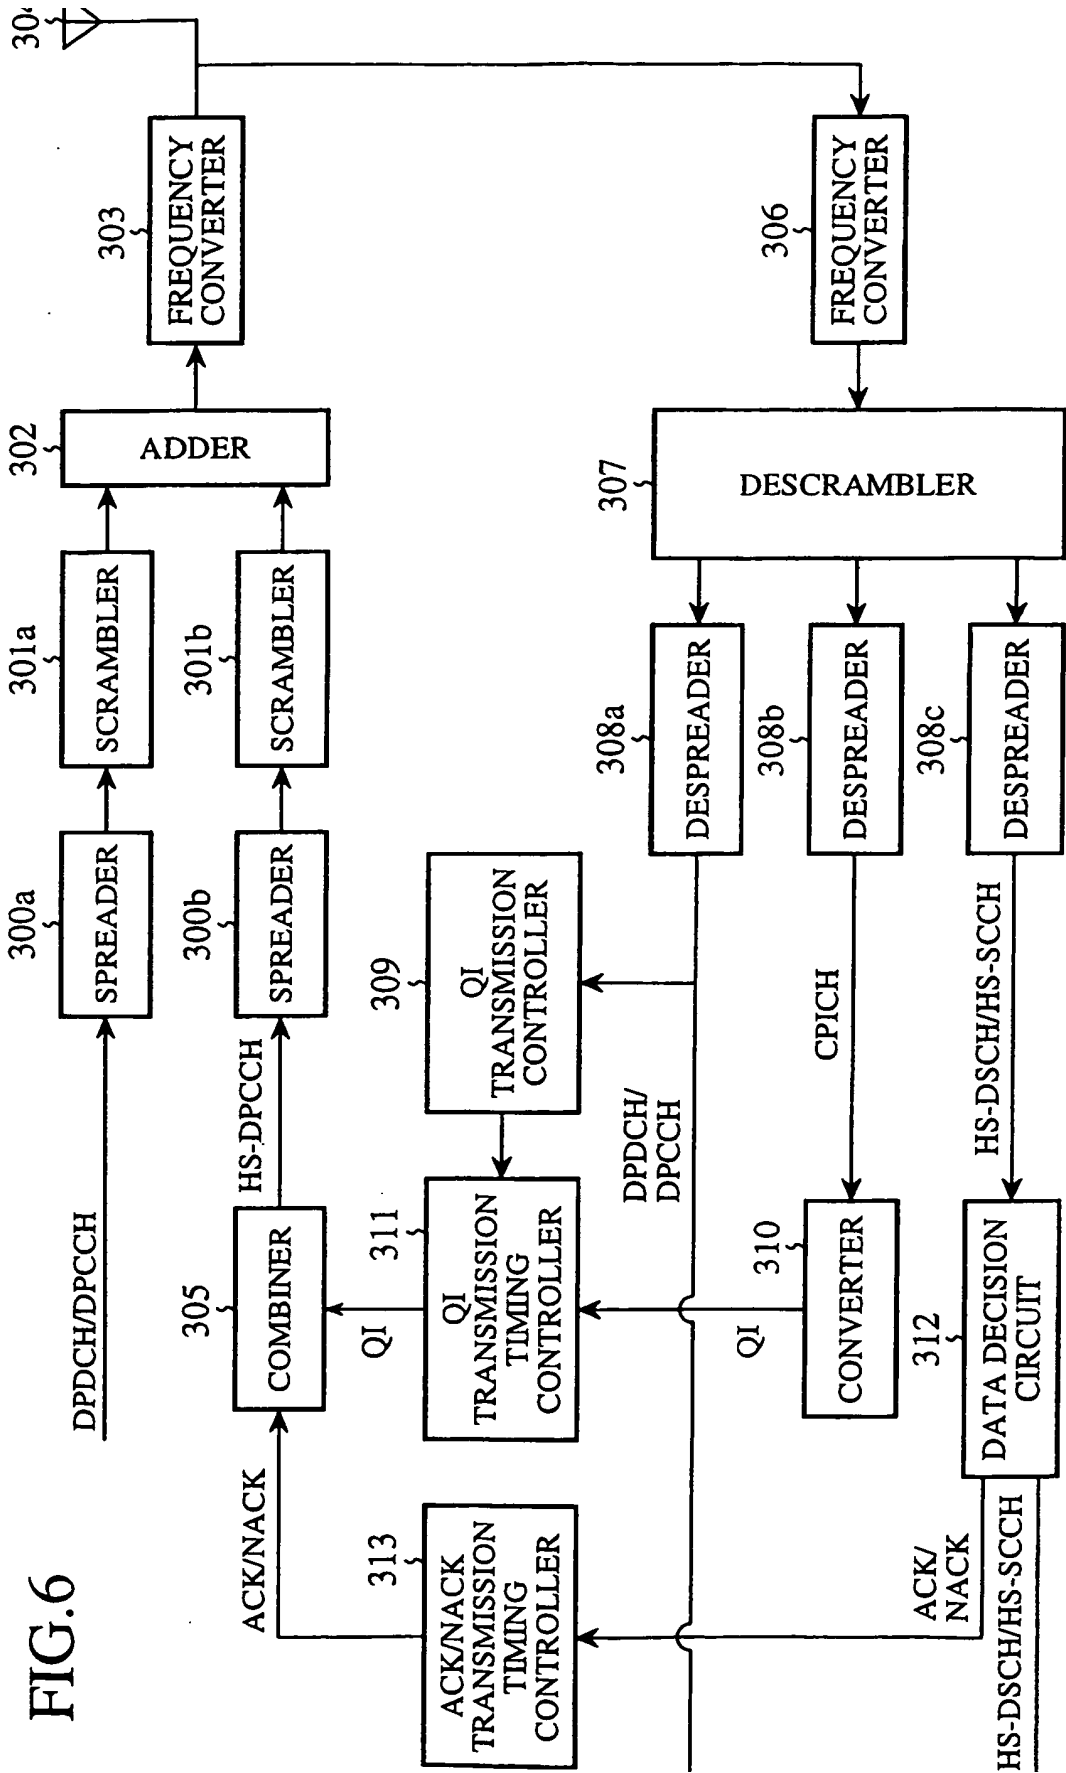 FIG.6
DPDCH/DPCCH
300a
SPREADER
301a
SCRAMBLER
302
ADDER
303
FREQUENCY
CONVERTER
ACK/NACK
305
COMBINER
HS-DPCCH
300b
SPREADER
301b
SCRAMBLER
313
ACK/NACK
TRANSMISSION
TIMING
CONTROLLER
QI
311
QI
TRANSMISSION
TIMING
CONTROLLER
309
QI
TRANSMISSION
CONTROLLER
DPDCH/
DPCCH
308a
DESPREADER
307
DESCRAMBLER
306
FREQUENCY
CONVERTER
QI
310
CONVERTER
CPICH
308b
DESPREADER
ACK/
NACK
312
DATA DECISION
CIRCUIT
HS-DSCH/HS-SCCH
308c
DESPREADER
HS-DSCH/HS-SCCH